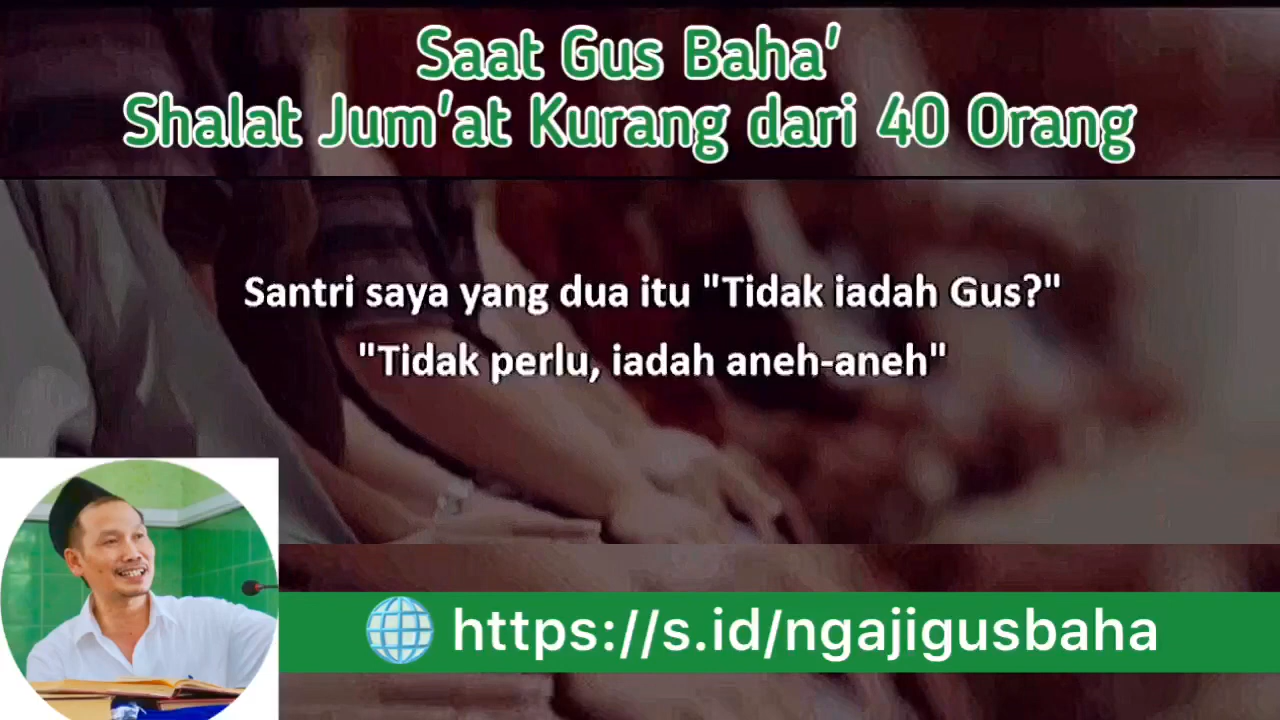 Saat Gus Baha'
Shalat Jum'at Kurang dari 40 Orang
Santri saya yang dua itu "Tidak iadah Gus?"
"Tidak perlu, iadah aneh-aneh"
https://s.id/ngajigusbaha